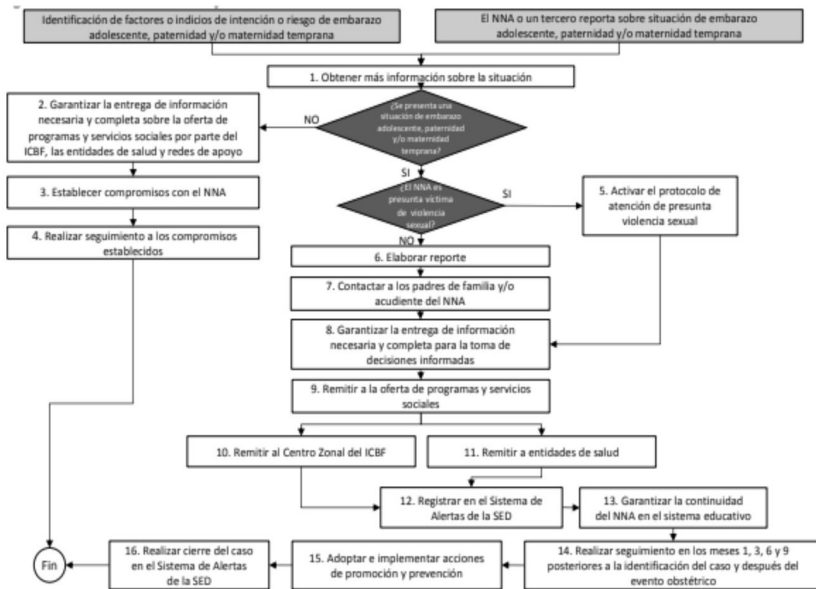 Identificación de factores o indicios de intención o riesgo de embarazo
adolescente, paternidad y/o maternidad temprana
El NNA o un tercero reporta sobre situación de embarazo
adolescente, paternidad y/o maternidad temprana
1. Obtener más información sobre la situación
¿Se presenta una
situación de embarazo
adolescente, paternidad
y/o maternidad
temprana?
NO
2. Garantizar la entrega de información
necesaria y completa sobre la oferta de
programas y servicios sociales por parte del
ICBF, las entidades de salud y redes de apoyo
3. Establecer compromisos con el NNA
4. Realizar seguimiento a los compromisos
establecidos
SI
¿El NNA es
presunta víctima
de violencia
sexual?
SI
5. Activar el protocolo de
atención de presunta
violencia sexual
NO
6. Elaborar reporte
7. Contactar a los padres de familia y/o
acudiente del NNA
8. Garantizar la entrega de información
necesaria y completa para la toma de
decisiones informadas
9. Remitir a la oferta de programas y servicios
sociales
10. Remitir al Centro Zonal del ICBF
11. Remitir a entidades de salud
12. Registrar en el Sistema de
Alertas de la SED
13. Garantizar la continuidad
del NNA en el sistema educativo
14. Realizar seguimiento en los meses 1, 3, 6 y 9
posteriores a la identificación del caso y después del
evento obstétrico
15. Adoptar e implementar acciones
de promoción y prevención
16. Realizar cierre del caso
en el Sistema de Alertas
de la SED
Fin